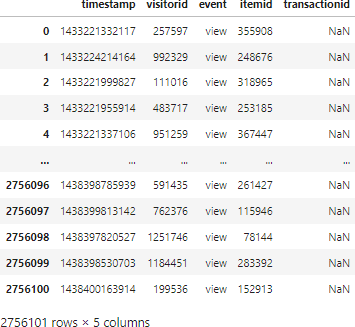 timestamp visitorid event itemid transactionid
0 1433221332117 257597 view 355908 NaN
1 1433224214164 992329 view 248676 NaN
2 1433221999827 111016 view 318965 NaN
3 1433221955914 483717 view 253185 NaN
4 1433221337106 951259 view 367447 NaN
... ... ... ... ... ...
2756096 1438398785939 591435 view 261427 NaN
2756097 1438399813142 762376 view 115946 NaN
2756098 1438397820527 1251746 view 78144 NaN
2756099 1438398530703 1184451 view 283392 NaN
2756100 1438400163914 199536 view 152913 NaN
2756101 rows × 5 columns